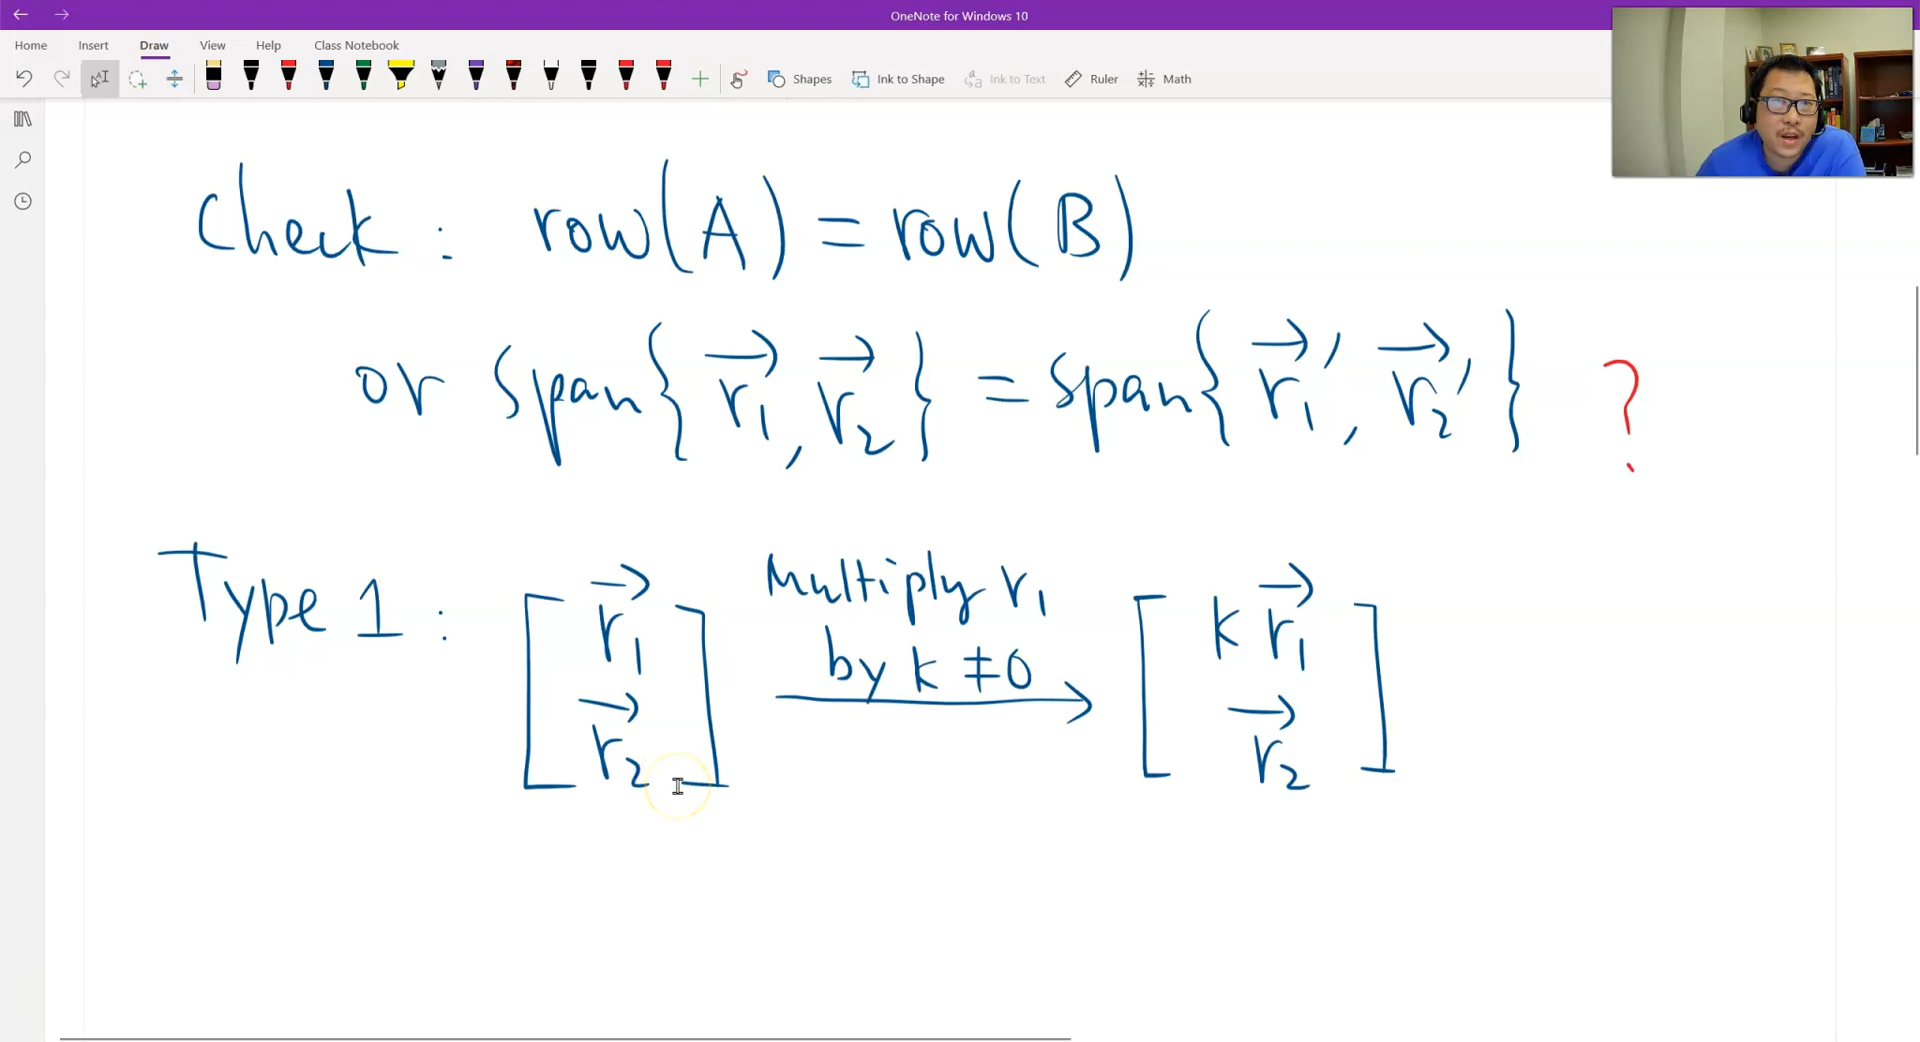 OneNote for Windows 10
Home Insert Draw View Help Class Notebook
Shapes Ink to Shape Ink to Text Ruler Math
Check : row(A) = row(B)
or Span{r₁→, r₂→} = Span{r₁→′, r₂→′} ?
Type 1 : [r₁→ r₂→] Multiply r₁ by k ≠ 0 → [k r₁→ r₂→]